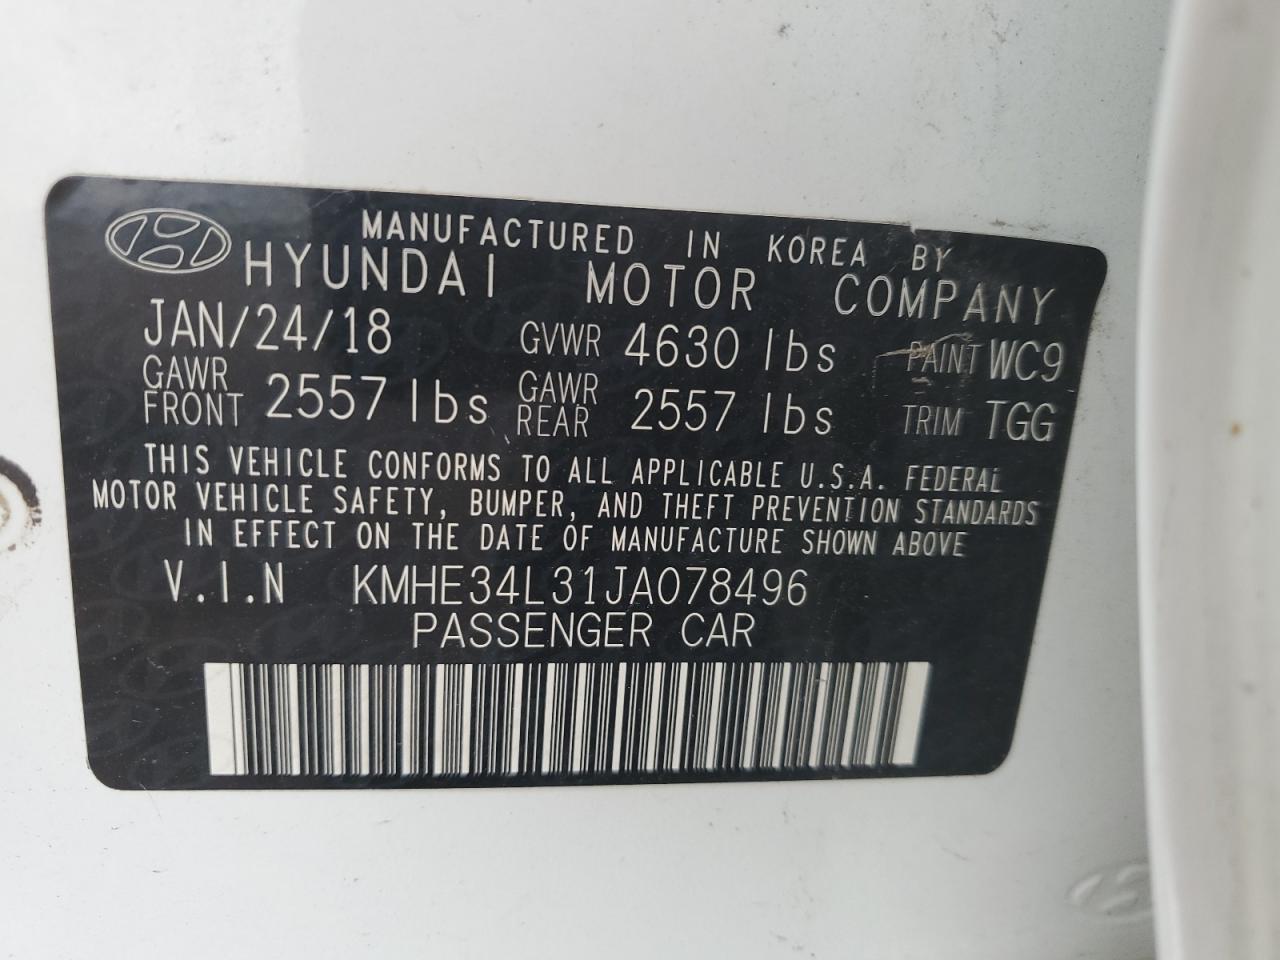 MANUFACTURED IN KOREA BY
HYUNDAI MOTOR COMPANY
JAN/24/18 GVWR 4630 lbs PAINT WC9
GAWR FRONT 2557 lbs GAWR REAR 2557 lbs TRIM TGG
THIS VEHICLE CONFORMS TO ALL APPLICABLE U.S.A. FEDERAL
MOTOR VEHICLE SAFETY, BUMPER, AND THEFT PREVENTION STANDARDS
IN EFFECT ON THE DATE OF MANUFACTURE SHOWN ABOVE
V.I.N KMHE34L31JA078496
PASSENGER CAR